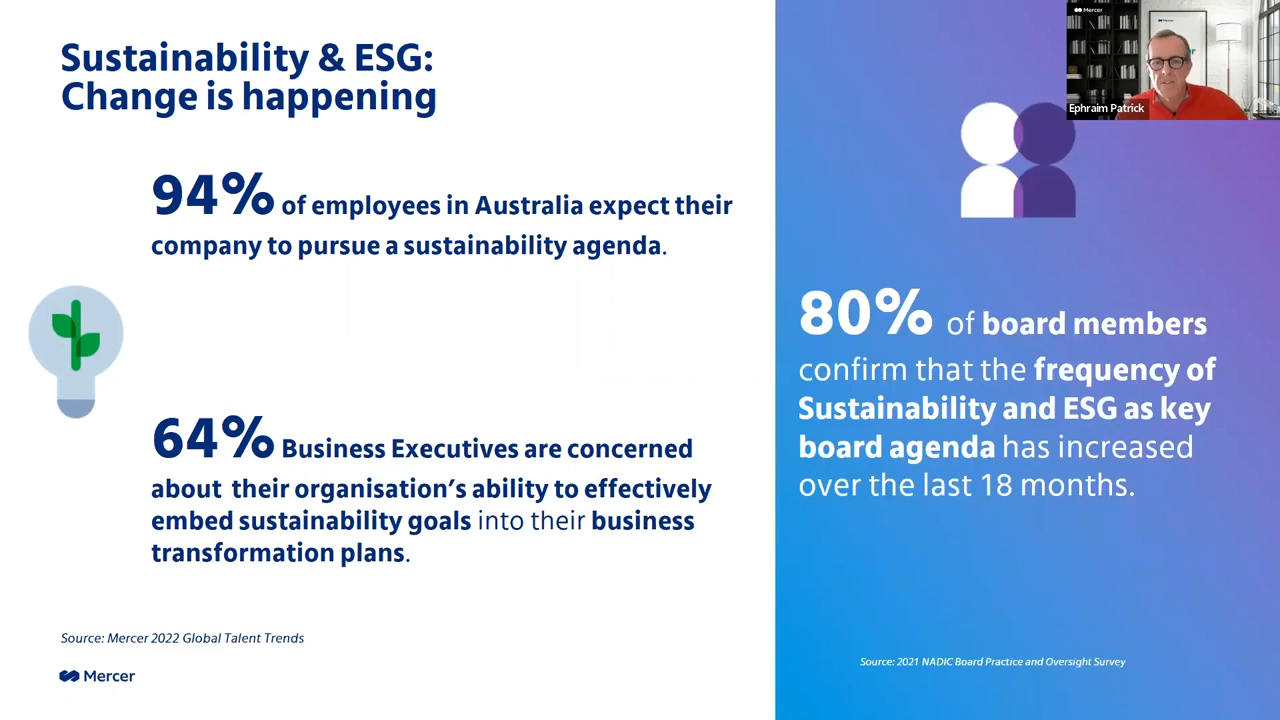 Sustainability & ESG:
Change is happening
94% of employees in Australia expect their
company to pursue a sustainability agenda.
64% Business Executives are concerned
about their organisation’s ability to effectively
embed sustainability goals into their business
transformation plans.
Source: Mercer 2022 Global Talent Trends
Mercer
Mercer
Mercer
Ephraim Patrick
80% of board members
confirm that the frequency of
Sustainability and ESG as key
board agenda has increased
over the last 18 months.
Source: 2021 NADIC Board Practice and Oversight Survey